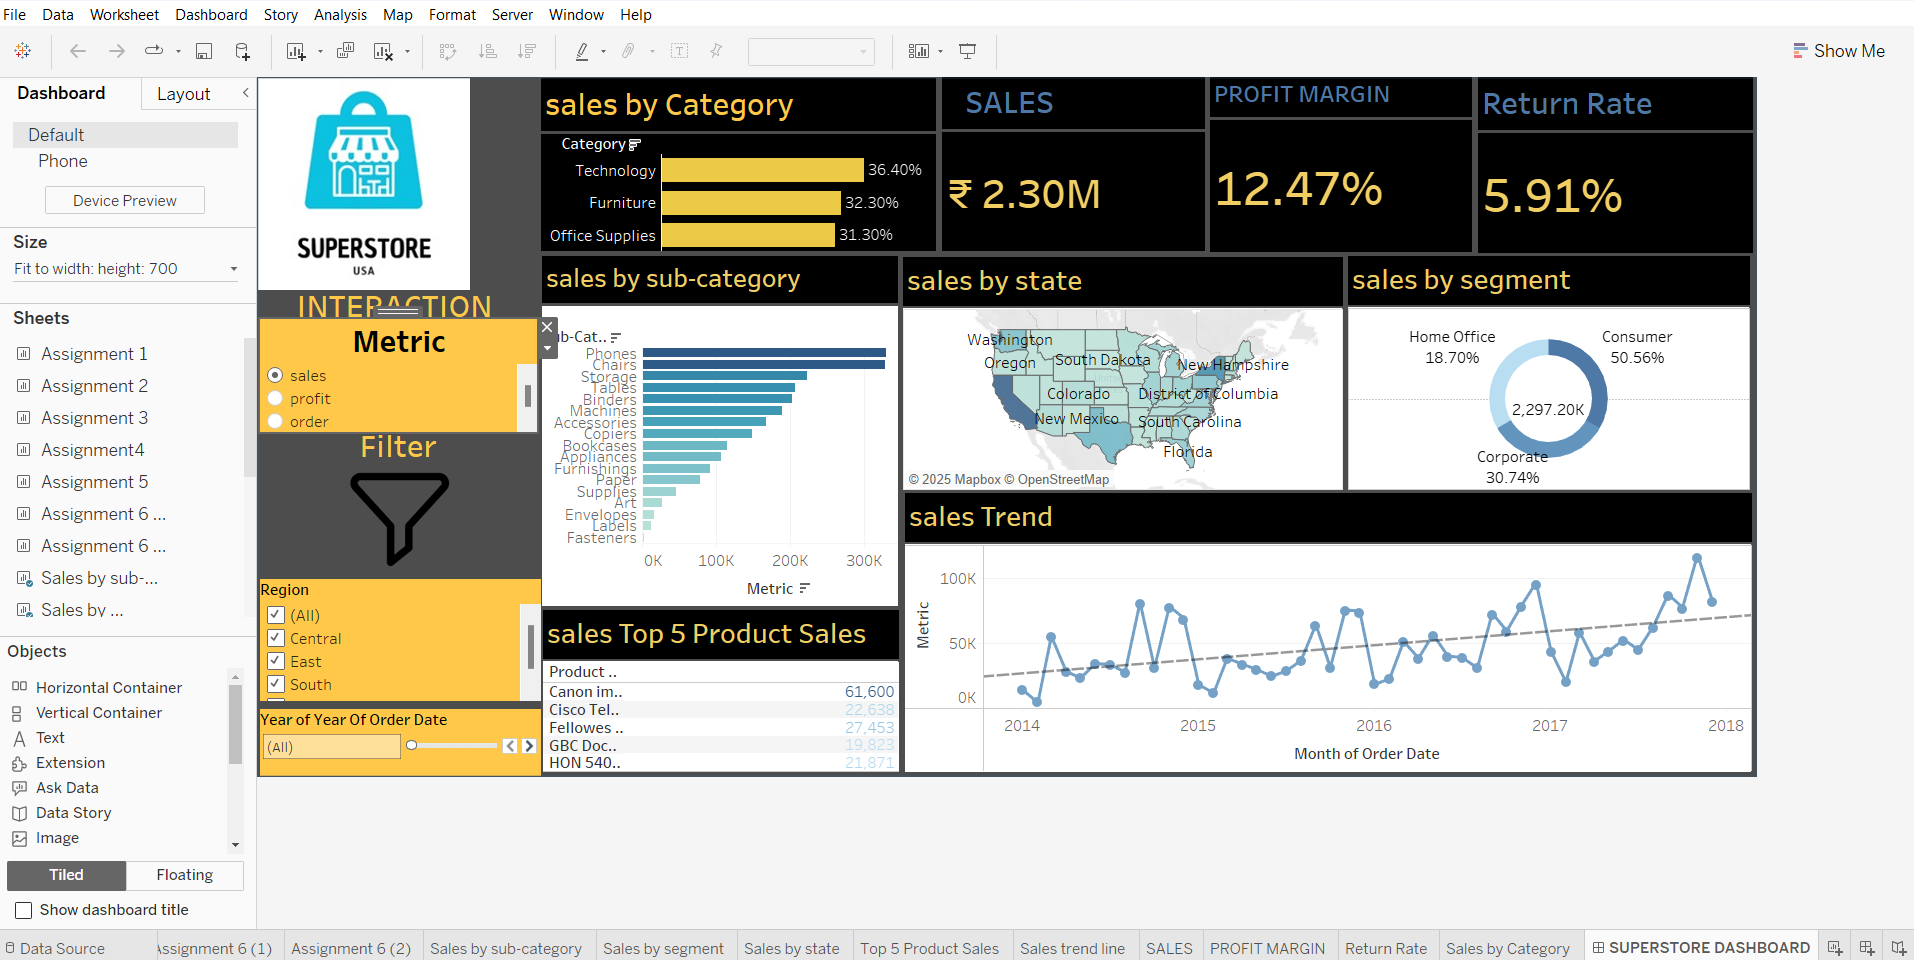 File Data Worksheet Dashboard Story Analysis Map Format Server Window Help
Show Me
Dashboard
Layout
Default
Phone
Device Preview
Size
Fit to width: height: 700
Sheets
Assignment 1
Assignment 2
Assignment 3
Assignment4
Assignment 5
Assignment 6 ...
Assignment 6 ...
Sales by sub-...
Sales by ...
Objects
Horizontal Container
Vertical Container
Text
Extension
Ask Data
Data Story
Image
Tiled
Floating
Show dashboard title
SUPERSTORE
USA
INTERACTION
Metric
sales
profit
order
Filter
Region
(All)
Central
East
South
Year of Year Of Order Date
(All)
sales by Category
Category
Technology 36.40%
Furniture 32.30%
Office Supplies 31.30%
SALES
₹ 2.30M
PROFIT MARGIN
12.47%
Return Rate
5.91%
sales by sub-category
ub-Cat..
Phones
Chairs
Storage
Tables
Binders
Machines
Accessories
Copiers
Bookcases
Appliances
Furnishings
Paper
Supplies
Art
Envelopes
Labels
Fasteners
0K 100K 200K 300K
Metric
sales by state
Washington
Oregon
South Dakota
New Hampshire
Colorado
District of Columbia
New Mexico
South Carolina
Florida
© 2025 Mapbox © OpenStreetMap
sales by segment
Home Office
18.70%
Consumer
50.56%
2,297.20K
Corporate
30.74%
sales Top 5 Product Sales
Product ..
Canon im.. 61,600
Cisco Tel.. 22,638
Fellowes .. 27,453
GBC Doc.. 19,823
HON 540.. 21,871
sales Trend
100K
50K
0K
Metric
2014 2015 2016 2017 2018
Month of Order Date
Data Source
Assignment 6 (1)
Assignment 6 (2)
Sales by sub-category
Sales by segment
Sales by state
Top 5 Product Sales
Sales trend line
SALES
PROFIT MARGIN
Return Rate
Sales by Category
SUPERSTORE DASHBOARD